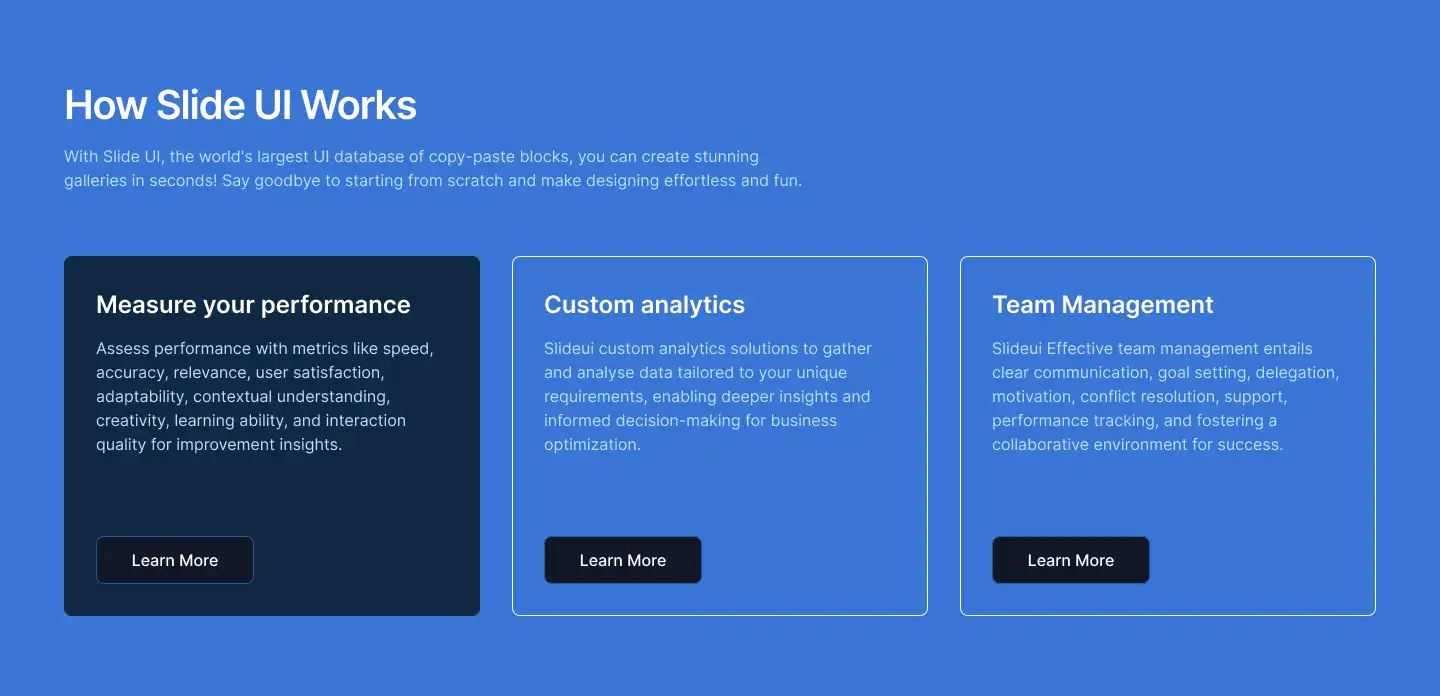 How Slide UI Works
With Slide UI, the world's largest UI database of copy-paste blocks, you can create stunning
galleries in seconds! Say goodbye to starting from scratch and make designing effortless and fun.
Measure your performance
Assess performance with metrics like speed,
accuracy, relevance, user satisfaction,
adaptability, contextual understanding,
creativity, learning ability, and interaction
quality for improvement insights.
Learn More
Custom analytics
Slideui custom analytics solutions to gather
and analyse data tailored to your unique
requirements, enabling deeper insights and
informed decision-making for business
optimization.
Learn More
Team Management
Slideui Effective team management entails
clear communication, goal setting, delegation,
motivation, conflict resolution, support,
performance tracking, and fostering a
collaborative environment for success.
Learn More